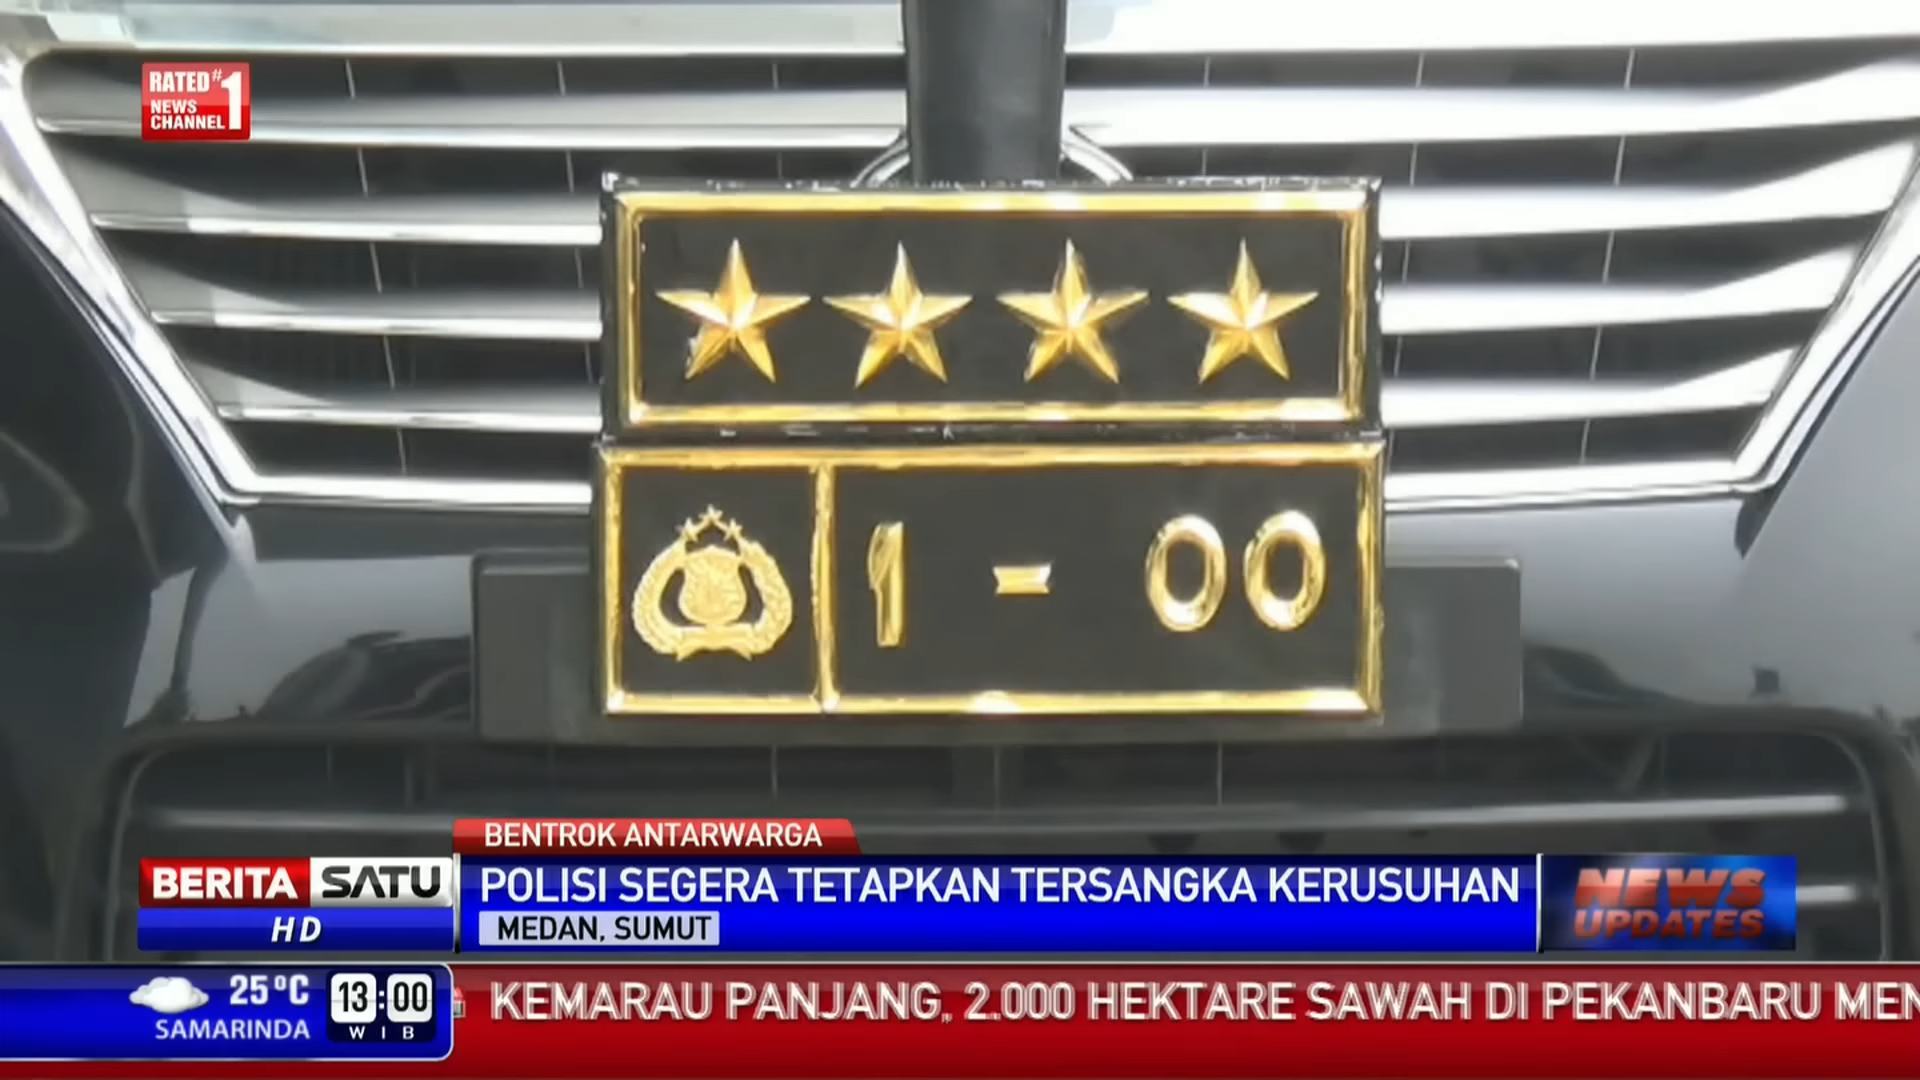 RATED #1
NEWS
CHANNEL
1 - 00
BENTROK ANTARWARGA
BERITA SATU
HD
POLISI SEGERA TETAPKAN TERSANGKA KERUSUHAN
MEDAN, SUMUT
NEWS
UPDATES
25°C
SAMARINDA
13:00
WIB
KEMARAU PANJANG, 2.000 HEKTARE SAWAH DI PEKANBARU MEN